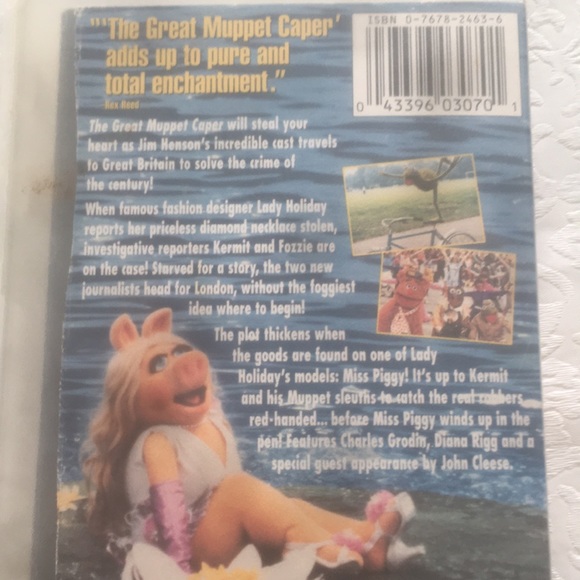 "'The Great Muppet Caper'
adds up to pure and
total enchantment."
Rex Reed
ISBN 0-7678-2463-6
0 43396 03070 1
The Great Muppet Caper will steal your
heart as Jim Henson's incredible cast travels
to Great Britain to solve the crime of
the century!
When famous fashion designer Lady Holiday
reports her priceless diamond necklace stolen,
investigative reporters Kermit and Fozzie are
on the case! Starved for a story, the two new
journalists head for London, without the foggiest
idea where to begin!
The plot thickens when
the goods are found on one of Lady
Holiday's models: Miss Piggy! It's up to Kermit
and his Muppet sleuths to catch the real robbers
red-handed... before Miss Piggy winds up in the
pen! Features Charles Grodin, Diana Rigg and a
special guest appearance by John Cleese.